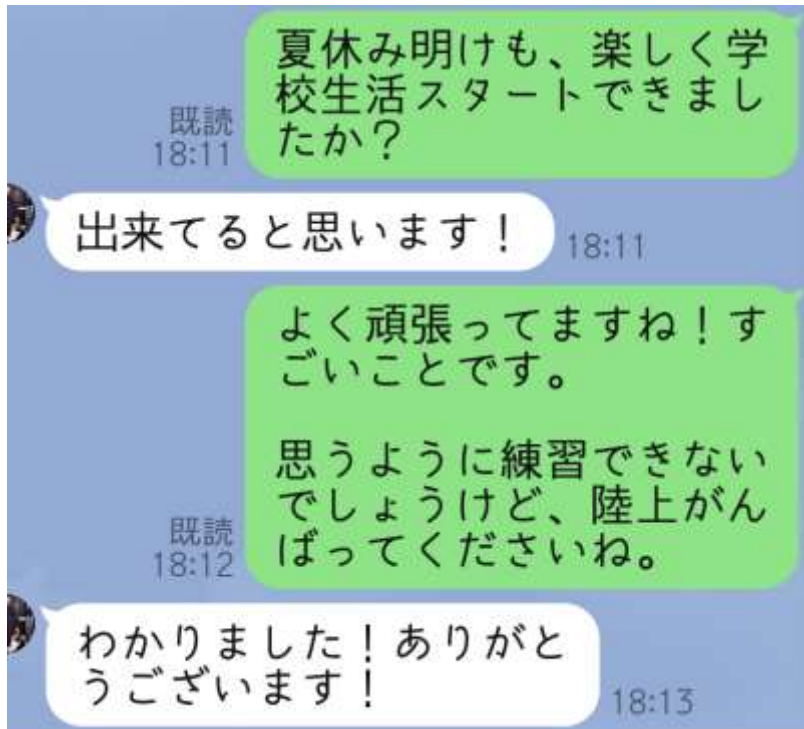 夏休み明けも、楽しく学
校生活スタートできまし
たか？
既読
18:11
出来てると思います！
18:11
よく頑張ってますね！す
ごいことです。
思うように練習できない
でしょうけど、陸上がん
ばってくださいね。
既読
18:12
わかりました！ありがと
うございます！
18:13